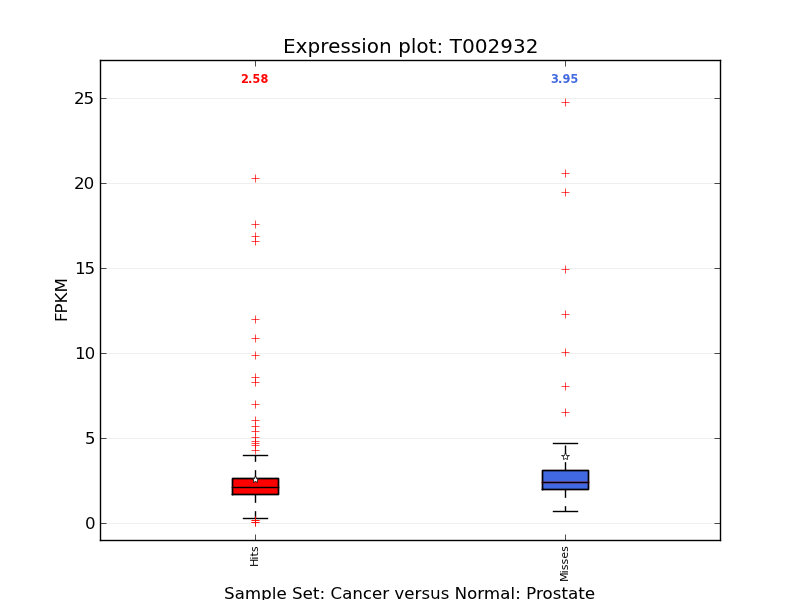 Expression plot: T002932
2.58 3.95
25
20
15
10
5
0
FPKM
Hits Misses
Sample Set: Cancer versus Normal: Prostate